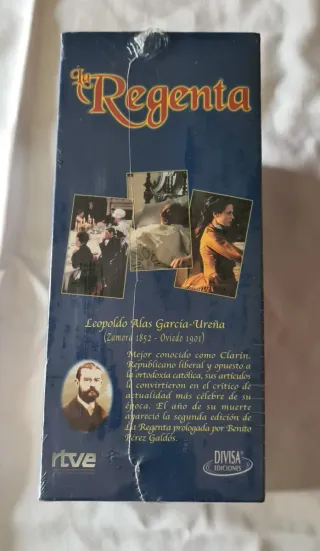 La
Regenta
Leopoldo Alas García-Ureña
(Zamora 1852 - Oviedo 1901)
Mejor conocido como Clarín.
Republicano liberal y opuesto a
la ortodoxia católica, sus artículos
le convirtieron en el crítico de
actualidad más célebre de su
época. El año de su muerte
apareció la segunda edición de
La Regenta prologada por Benito
Pérez Galdós.
rtve
DIVISA
EDICIONES